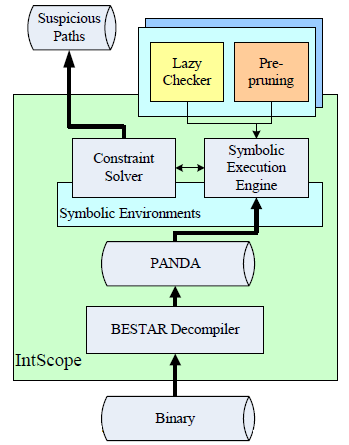 Suspicious
Paths
Lazy
Checker
Pre-
pruning
Constraint
Solver
Symbolic
Execution
Engine
Symbolic Environments
PANDA
BESTAR Decompiler
IntScope
Binary